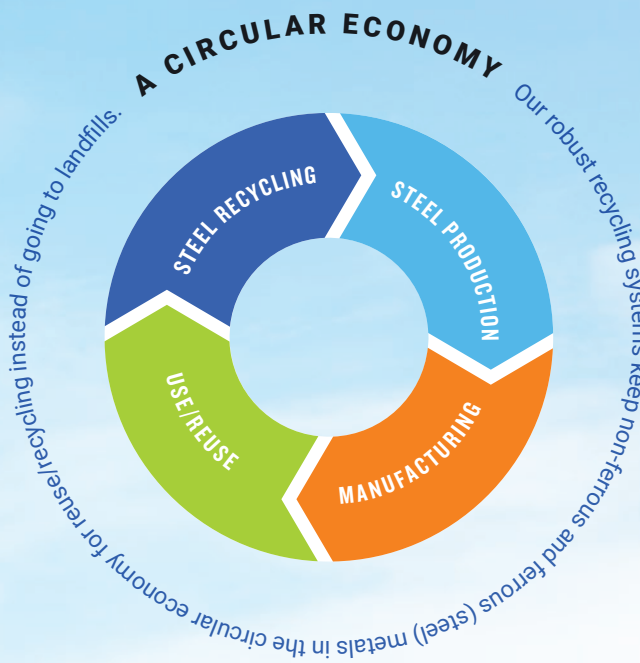 A CIRCULAR ECONOMY
Our robust recycling systems keep non-ferrous and ferrous (steel) metals in the circular economy for reuse/recycling instead of going to landfills.
STEEL RECYCLING
STEEL PRODUCTION
MANUFACTURING
USE/REUSE